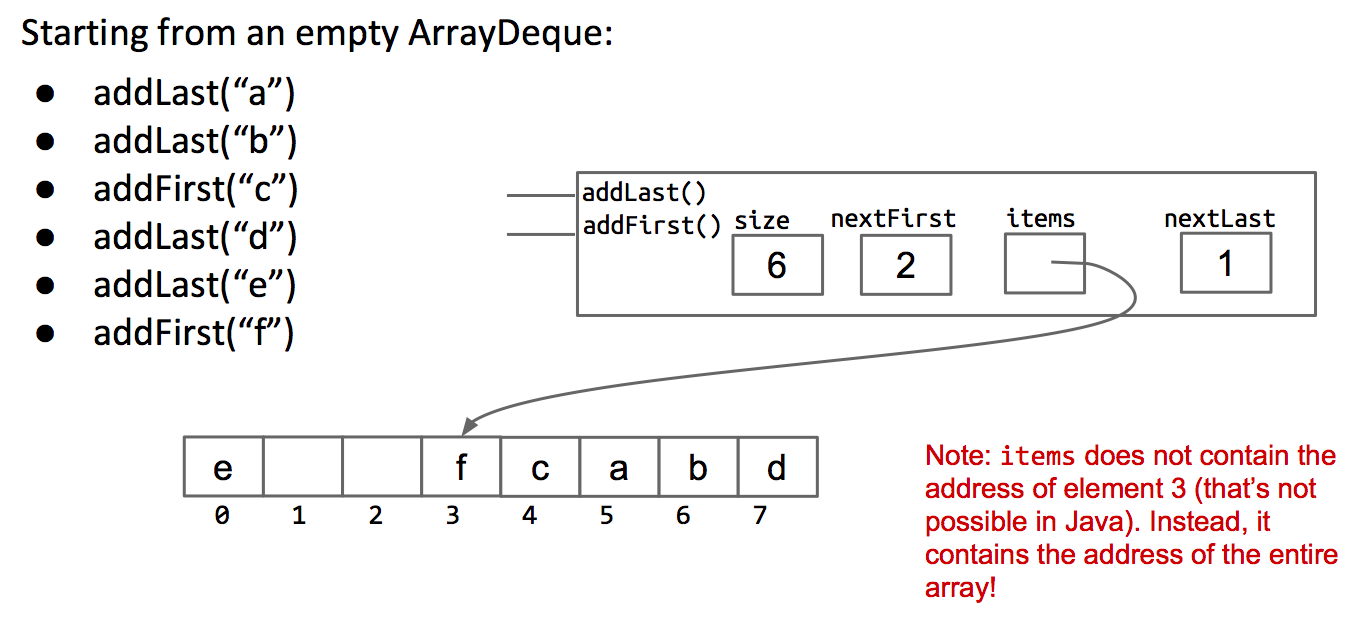 Starting from an empty ArrayDeque:
● addLast(“a”)
● addLast(“b”)
● addFirst(“c”)
● addLast(“d”)
● addLast(“e”)
● addFirst(“f”)
addLast()
addFirst() size nextFirst items nextLast
6 2 1
e f c a b d
0 1 2 3 4 5 6 7
Note: items does not contain the
address of element 3 (that’s not
possible in Java). Instead, it
contains the address of the entire
array!